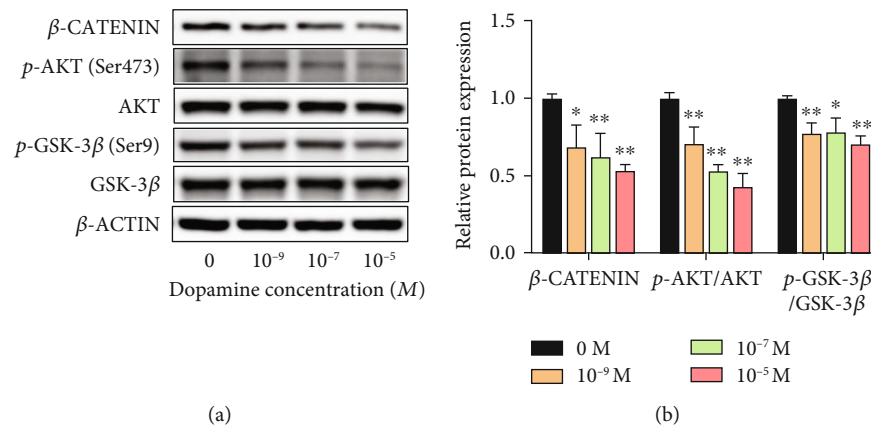 β-CATENIN
p-AKT (Ser473)
AKT
p-GSK-3β (Ser9)
GSK-3β
β-ACTIN
0 10⁻⁹ 10⁻⁷ 10⁻⁵
Dopamine concentration (M)
(a)
Relative protein expression
1.5
1.0
0.5
0.0
* ** **
** ** **
** * **
β-CATENIN p-AKT/AKT p-GSK-3β
/GSK-3β
0 M 10⁻⁷ M
10⁻⁹ M 10⁻⁵ M
(b)